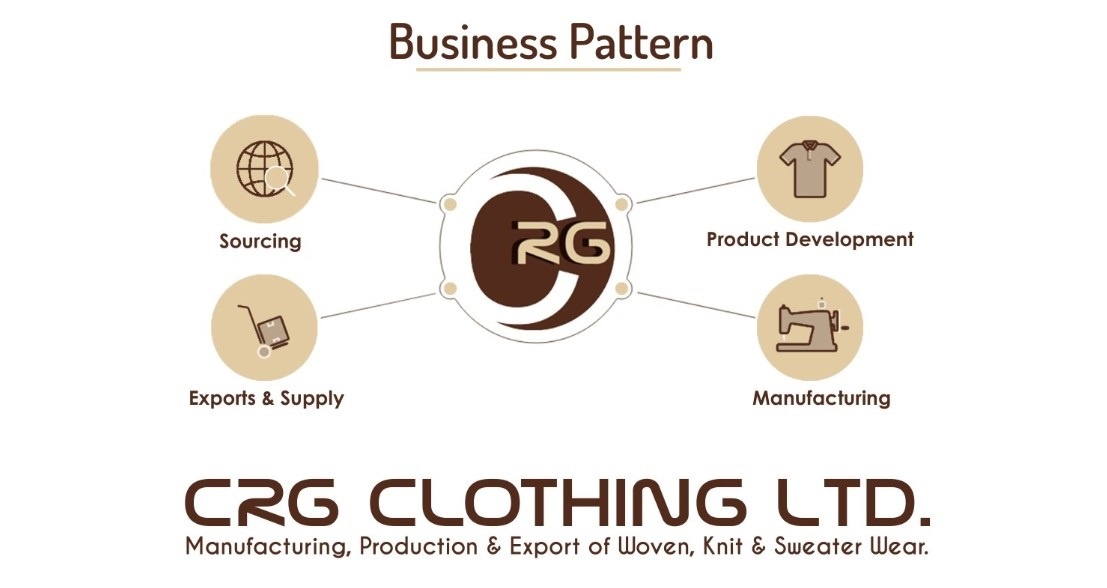 Business Pattern
Sourcing
Product Development
CRG
Exports & Supply
Manufacturing
CRG CLOTHING LTD.
Manufacturing, Production & Export of Woven, Knit & Sweater Wear.